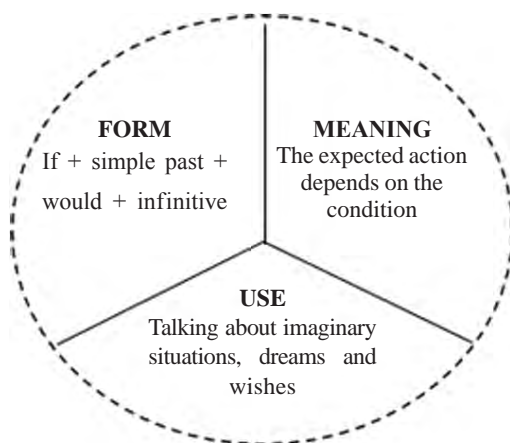 FORM
If + simple past +
would + infinitive
MEANING
The expected action
depends on the
condition
USE
Talking about imaginary
situations, dreams and
wishes